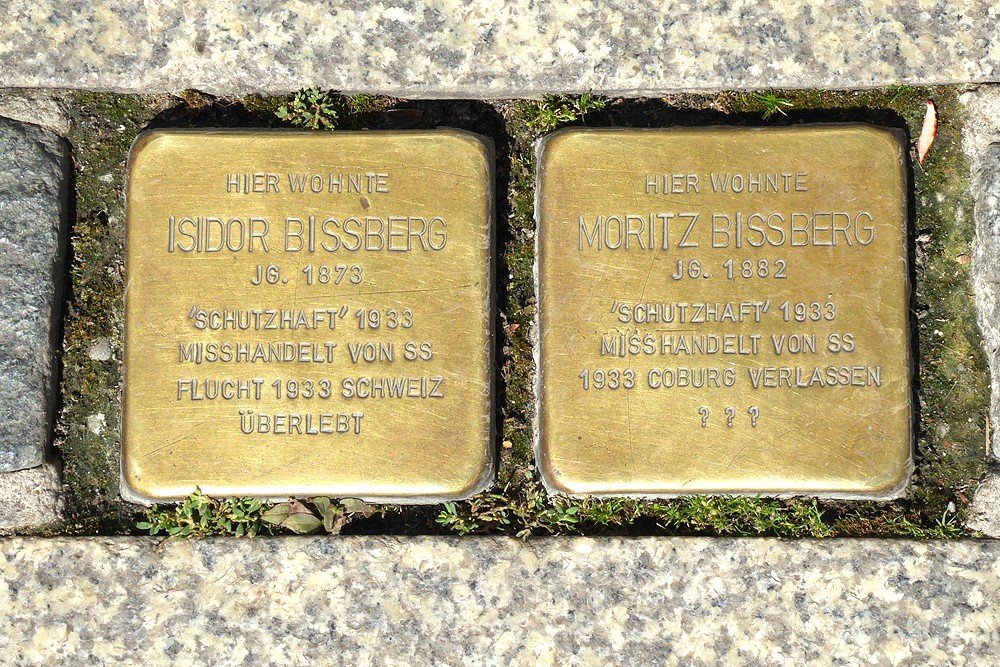 HIER WOHNTE
ISIDOR BISSBERG
JG. 1873
'SCHUTZHAFT' 1933
MISSHANDELT VON SS
FLUCHT 1933 SCHWEIZ
ÜBERLEBT
HIER WOHNTE
MORITZ BISSBERG
JG. 1882
'SCHUTZHAFT' 1933
MISSHANDELT VON SS
1933 COBURG VERLASSEN
? ? ?